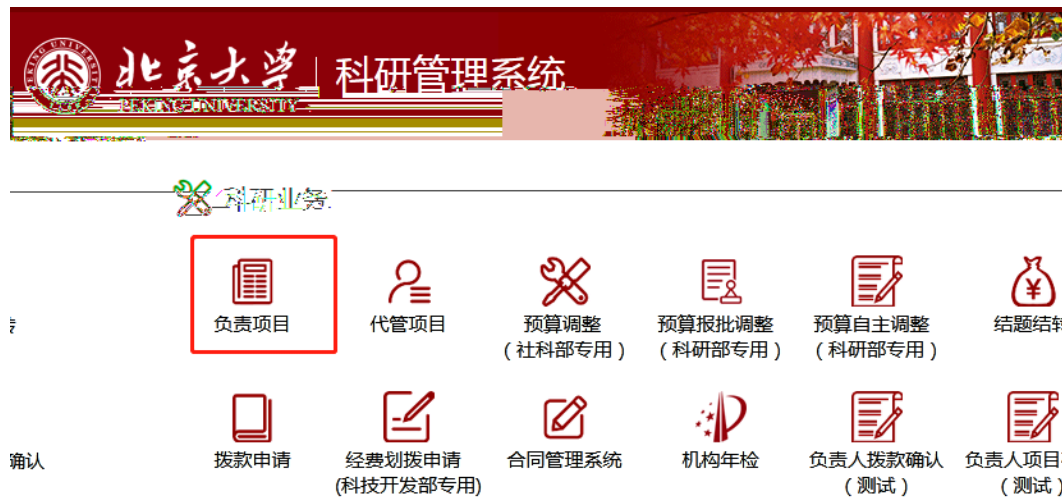 北京大学 科研管理系统
PEKING UNIVERSITY
科研业务
负责项目 代管项目 预算调整 预算报批调整 预算自主调整 结题结转
(社科部专用) (科研部专用) (科研部专用)
确认 拨款申请 经费划拨申请 合同管理系统 机构年检 负责人拨款确认 负责人项目
(科技开发部专用) (测试) (测试)